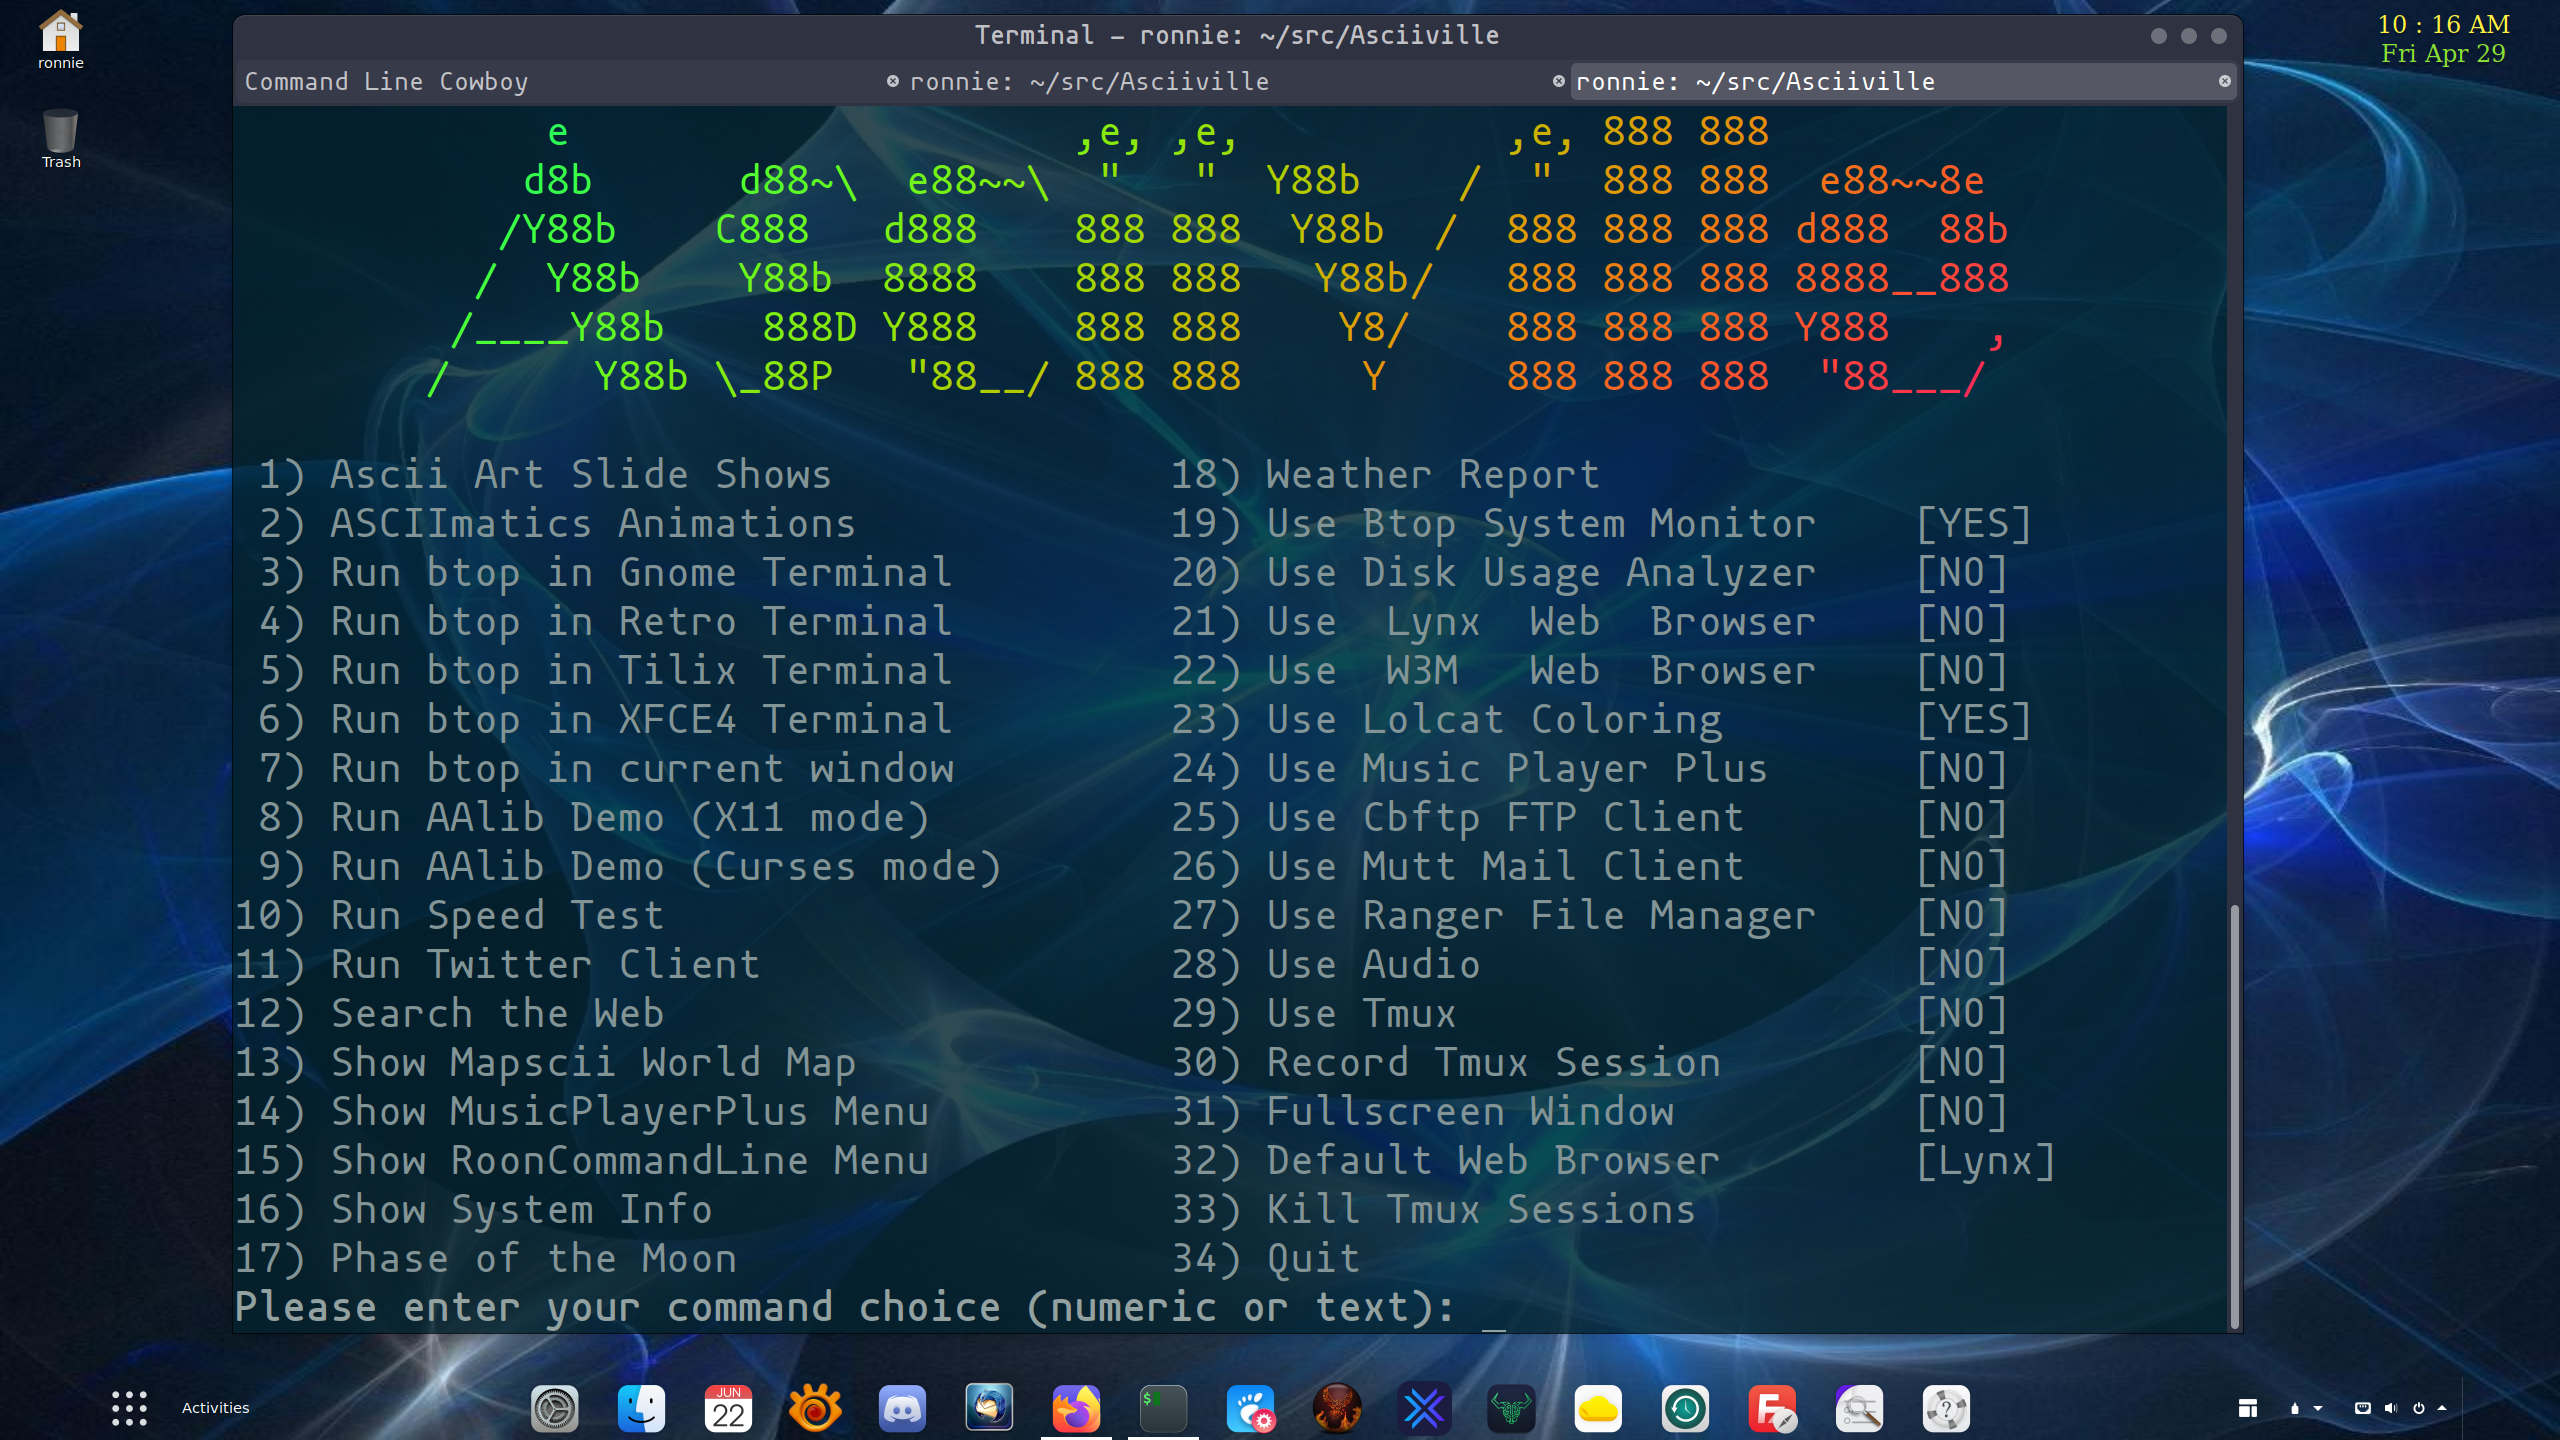 Terminal – ronnie: ~/src/Asciiville
10 : 16 AM
Fri Apr 29
ronnie
Trash
Command Line Cowboy
ronnie: ~/src/Asciiville
ronnie: ~/src/Asciiville
     e                     ,e, ,e,           ,e, 888 888
    d8b      d88~\  e88~~\  "   "  Y88b    /  "  888 888  e88~~8e
   /Y88b    C888   d888    888 888  Y88b  /  888 888 888 d888  88b
  /  Y88b    Y88b  8888    888 888   Y88b/   888 888 888 8888__888
 /____Y88b    888D Y888    888 888    Y8/    888 888 888 Y888    ,
/      Y88b \_88P   "88__/ 888 888     Y     888 888 888  "88___/
1) Ascii Art Slide Shows
2) ASCIImatics Animations
3) Run btop in Gnome Terminal
4) Run btop in Retro Terminal
5) Run btop in Tilix Terminal
6) Run btop in XFCE4 Terminal
7) Run btop in current window
8) Run AAlib Demo (X11 mode)
9) Run AAlib Demo (Curses mode)
10) Run Speed Test
11) Run Twitter Client
12) Search the Web
13) Show Mapscii World Map
14) Show MusicPlayerPlus Menu
15) Show RoonCommandLine Menu
16) Show System Info
17) Phase of the Moon
18) Weather Report
19) Use Btop System Monitor [YES]
20) Use Disk Usage Analyzer [NO]
21) Use Lynx Web Browser [NO]
22) Use W3M Web Browser [NO]
23) Use Lolcat Coloring [YES]
24) Use Music Player Plus [NO]
25) Use Cbftp FTP Client [NO]
26) Use Mutt Mail Client [NO]
27) Use Ranger File Manager [NO]
28) Use Audio [NO]
29) Use Tmux [NO]
30) Record Tmux Session [NO]
31) Fullscreen Window [NO]
32) Default Web Browser [Lynx]
33) Kill Tmux Sessions
34) Quit
Please enter your command choice (numeric or text): _
Activities
JUN
22
$